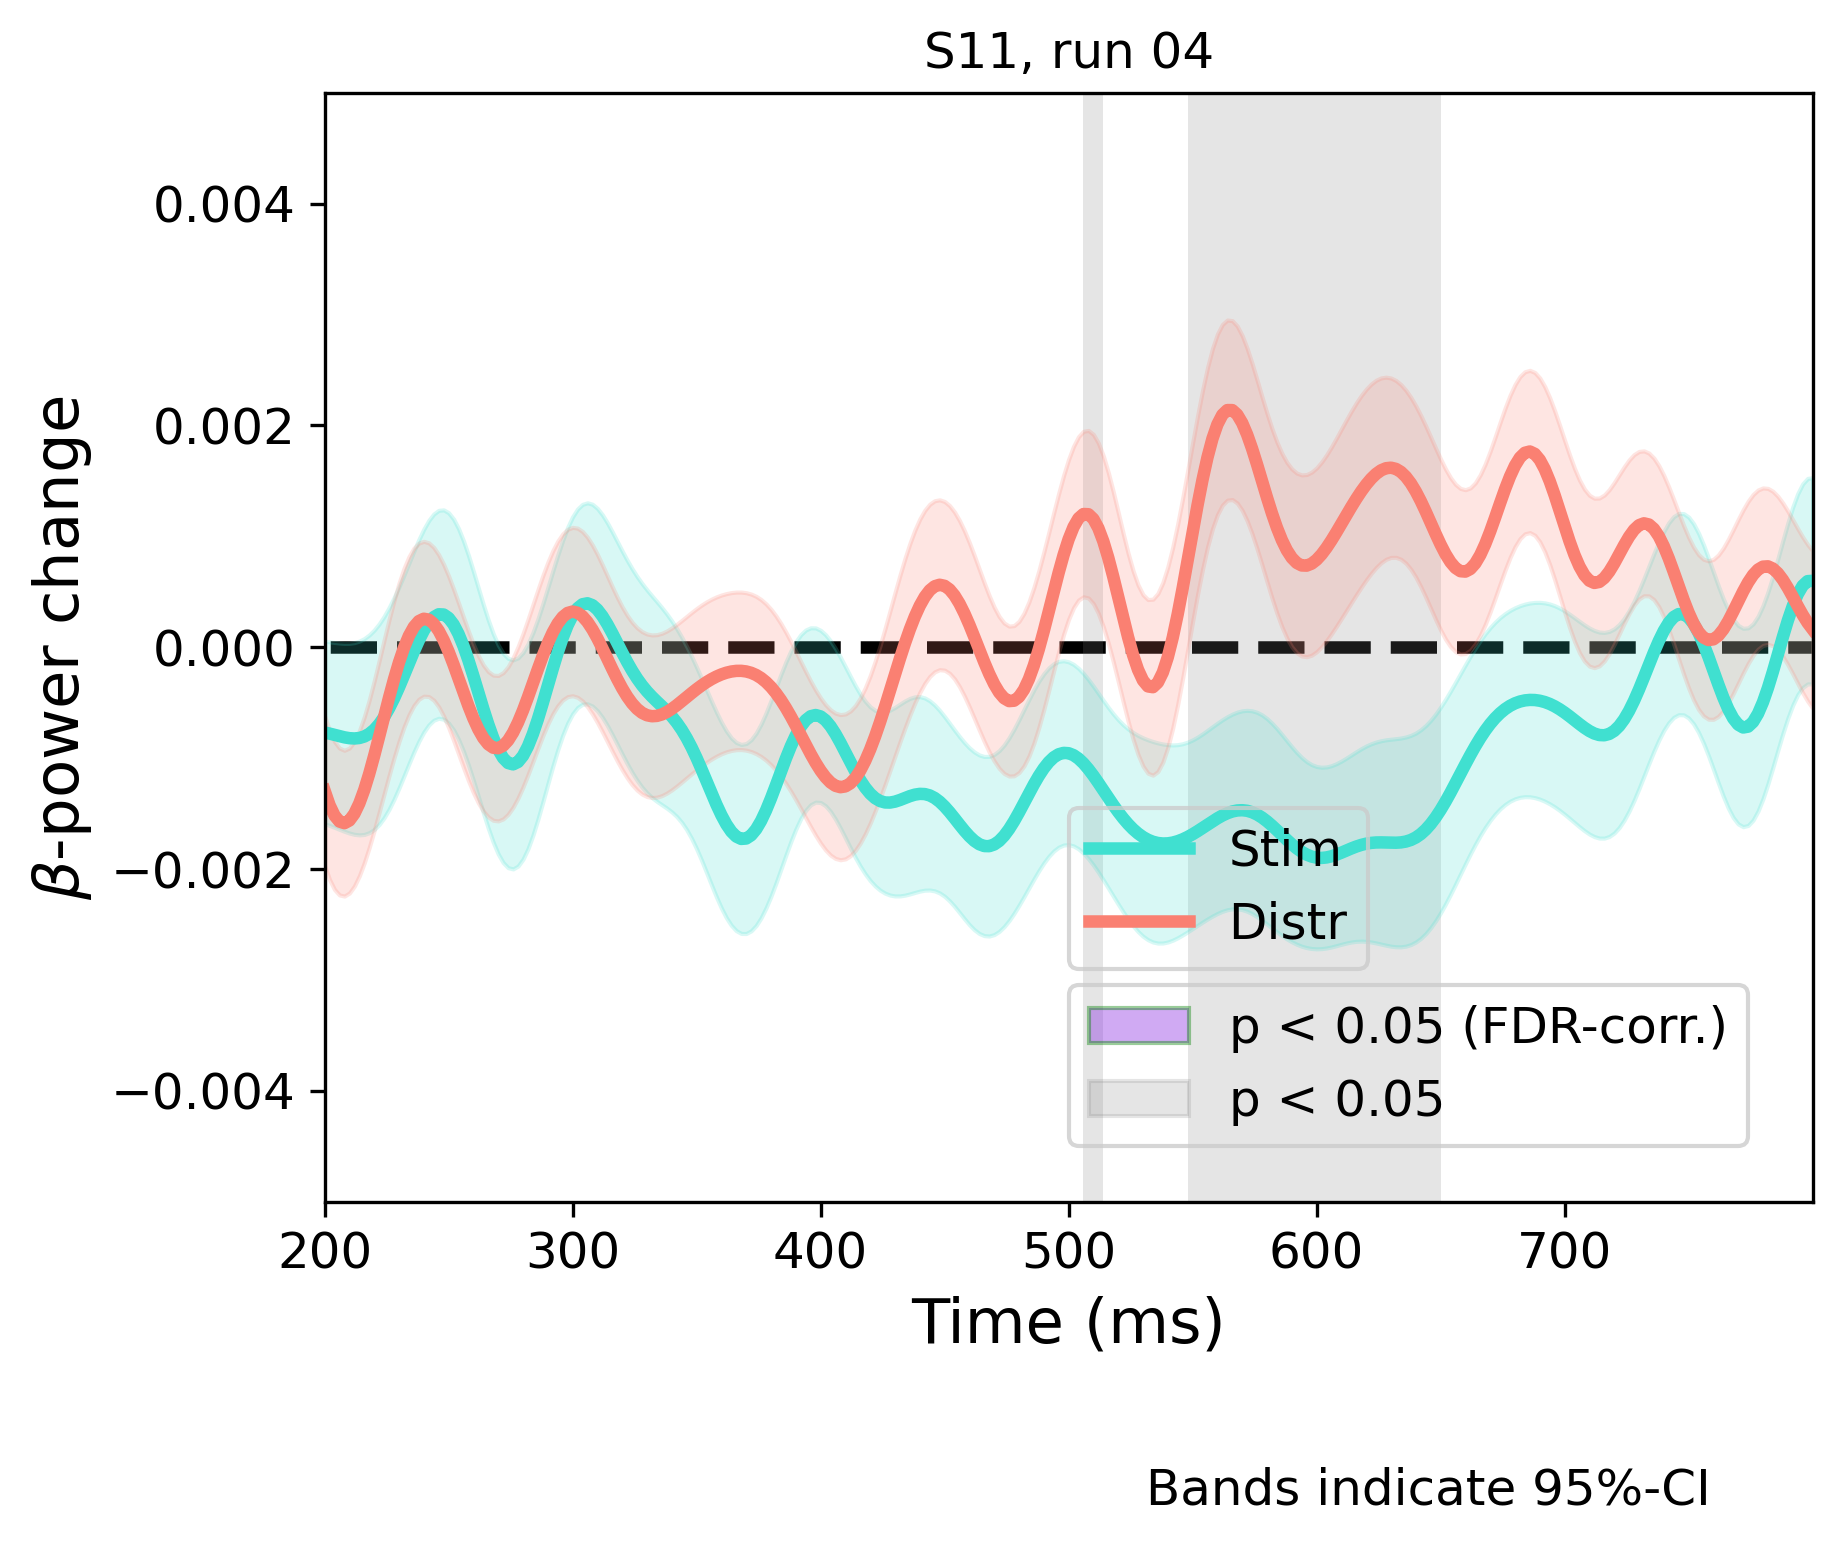 S11, run 04
0.004
0.002
0.000
−0.002
−0.004
β-power change
Stim
Distr
p < 0.05 (FDR-corr.)
p < 0.05
200 300 400 500 600 700
Time (ms)
Bands indicate 95%-CI